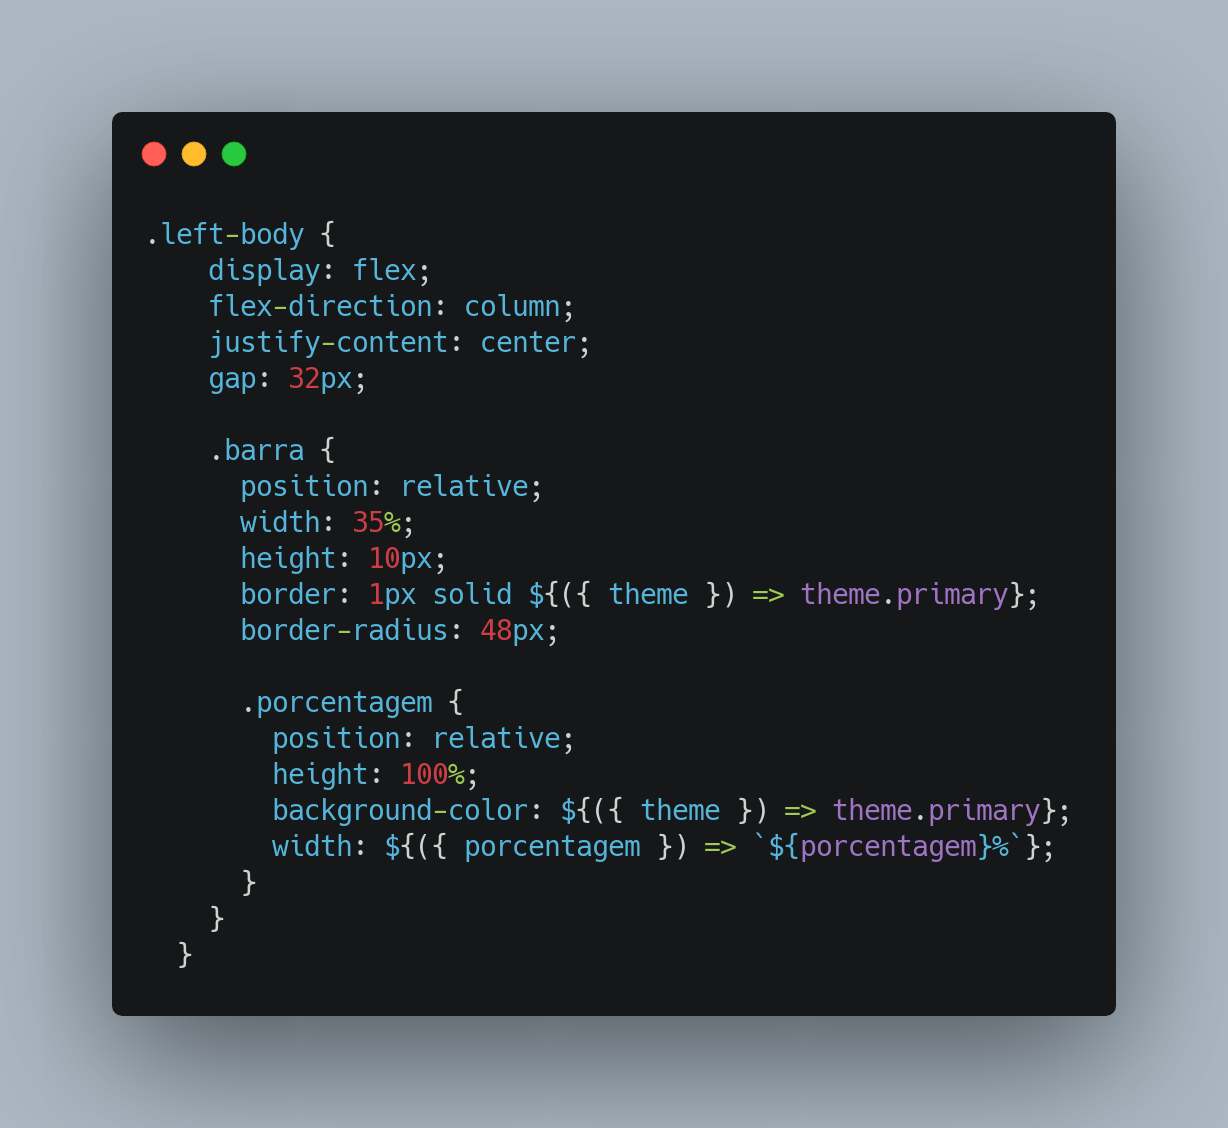 .left-body {
    display: flex;
    flex-direction: column;
    justify-content: center;
    gap: 32px;

    .barra {
      position: relative;
      width: 35%;
      height: 10px;
      border: 1px solid ${({ theme }) => theme.primary};
      border-radius: 48px;

      .porcentagem {
        position: relative;
        height: 100%;
        background-color: ${({ theme }) => theme.primary};
        width: ${({ porcentagem }) => `${porcentagem}%`};
      }
    }
  }